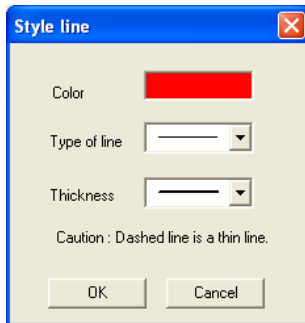 Style line
Color
Type of line
Thickness
Caution : Dashed line is a thin line.
OK
Cancel